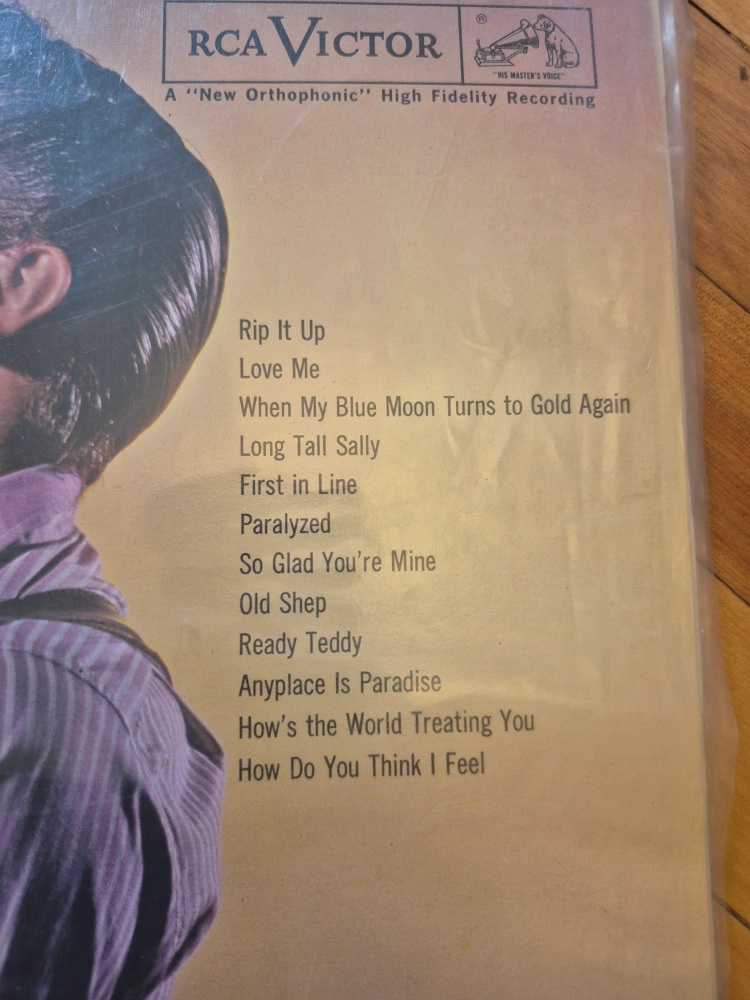 RCA VICTOR
®
"HIS MASTER'S VOICE"
A "New Orthophonic" High Fidelity Recording
Rip It Up
Love Me
When My Blue Moon Turns to Gold Again
Long Tall Sally
First in Line
Paralyzed
So Glad You're Mine
Old Shep
Ready Teddy
Anyplace Is Paradise
How's the World Treating You
How Do You Think I Feel